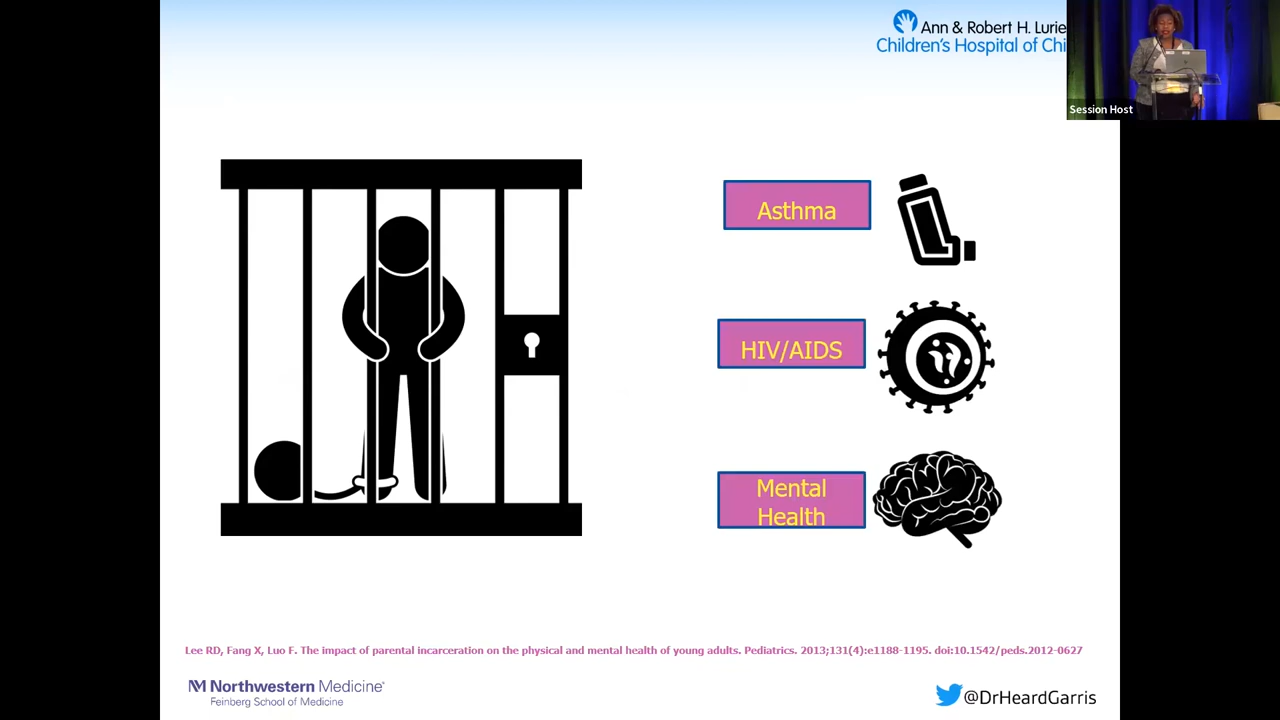 Ann & Robert H. Lurie
Children's Hospital of Chi
Session Host
Asthma
HIV/AIDS
Mental
Health
Lee RD, Fang X, Luo F. The impact of parental incarceration on the physical and mental health of young adults. Pediatrics. 2013;131(4):e1188-1195. doi:10.1542/peds.2012-0627
M Northwestern Medicine®
Feinberg School of Medicine
@DrHeardGarris